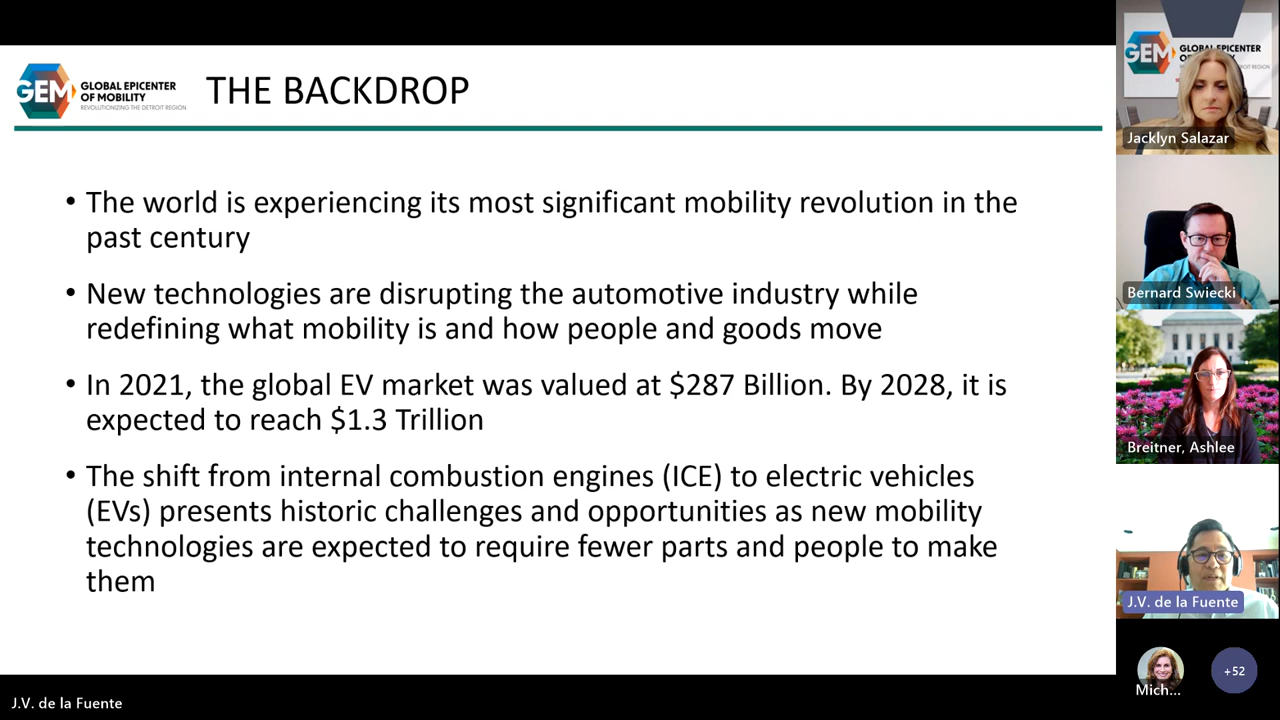 GEM
GLOBAL EPICENTER
OF MOBILITY
REVOLUTIONIZING THE DETROIT REGION
THE BACKDROP
• The world is experiencing its most significant mobility revolution in the
past century
• New technologies are disrupting the automotive industry while
redefining what mobility is and how people and goods move
• In 2021, the global EV market was valued at $287 Billion. By 2028, it is
expected to reach $1.3 Trillion
• The shift from internal combustion engines (ICE) to electric vehicles
(EVs) presents historic challenges and opportunities as new mobility
technologies are expected to require fewer parts and people to make
them
GEM
GLOBAL EPICENTER
Jacklyn Salazar
Bernard Swiecki
Breitner, Ashlee
J.V. de la Fuente
Mich...
+52
J.V. de la Fuente